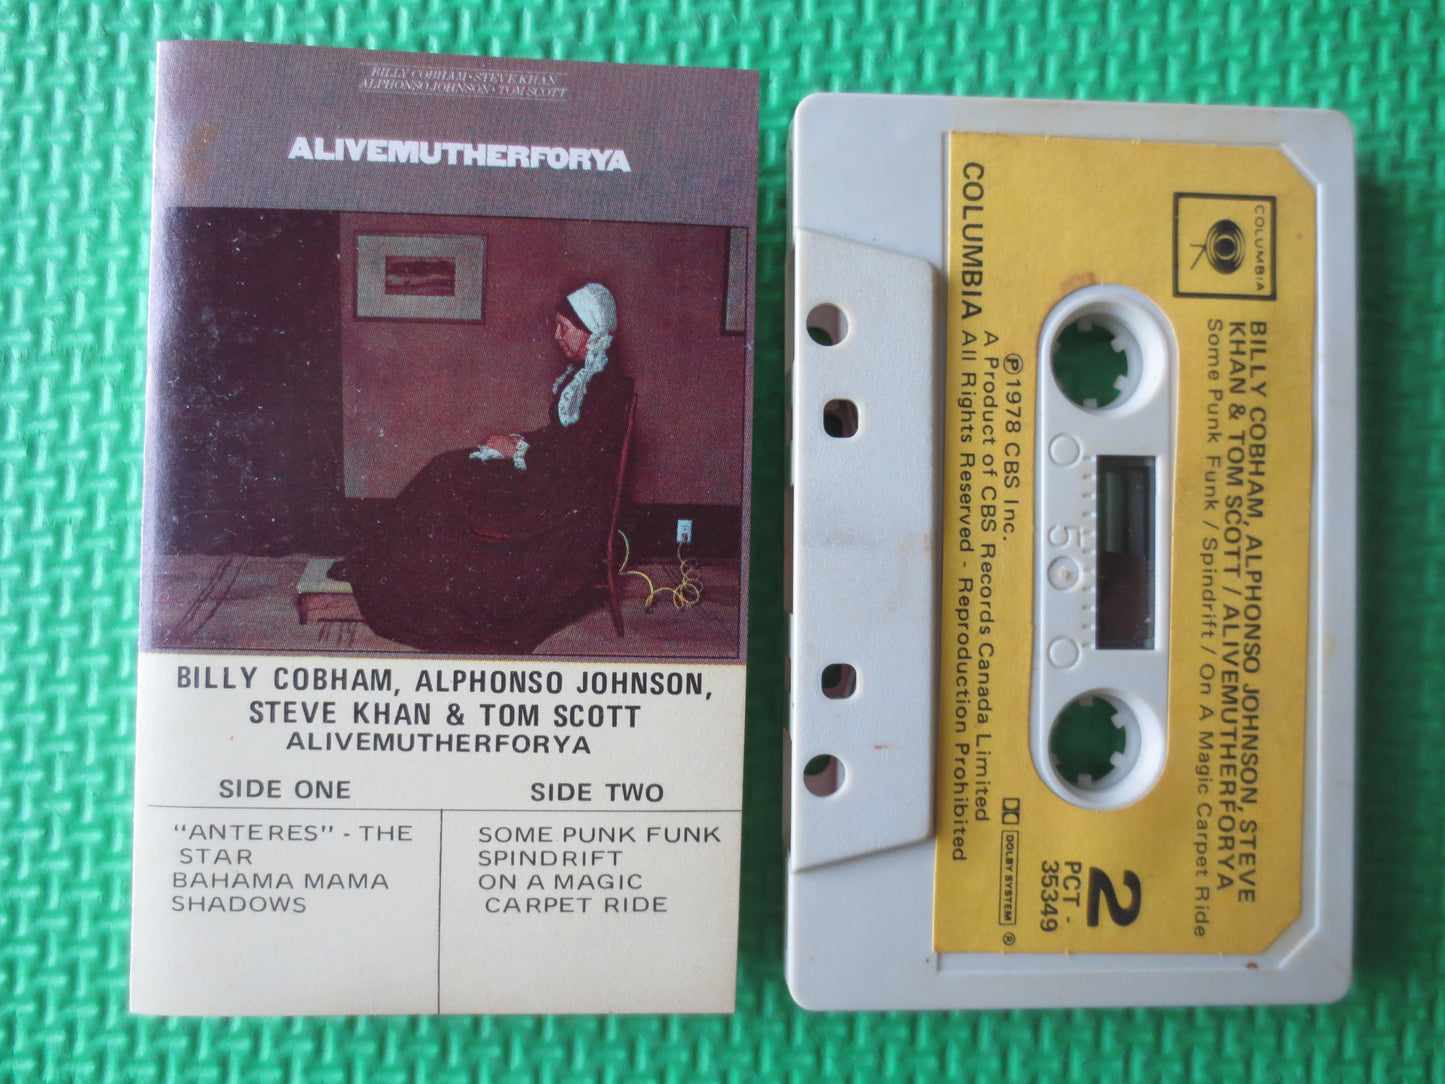 BILLY COBHAM • STEVE KHAN
ALPHONSO JOHNSON • TOM SCOTT
ALIVEMUTHERFORYA
BILLY COBHAM, ALPHONSO JOHNSON,
STEVE KHAN & TOM SCOTT
ALIVEMUTHERFORYA
SIDE ONE
"ANTERES" - THE
STAR
BAHAMA MAMA
SHADOWS
SIDE TWO
SOME PUNK FUNK
SPINDRIFT
ON A MAGIC
CARPET RIDE
COLUMBIA
BILLY COBHAM, ALPHONSO JOHNSON, STEVE
KHAN & TOM SCOTT / ALIVEMUTHERFORYA
Some Punk Funk / Spindrift / On A Magic Carpet Ride
2
PCT -
35349
50
DOLBY SYSTEM ®
℗ 1978 CBS Inc.
A Product of CBS Records Canada Limited
COLUMBIA All Rights Reserved - Reproduction Prohibited